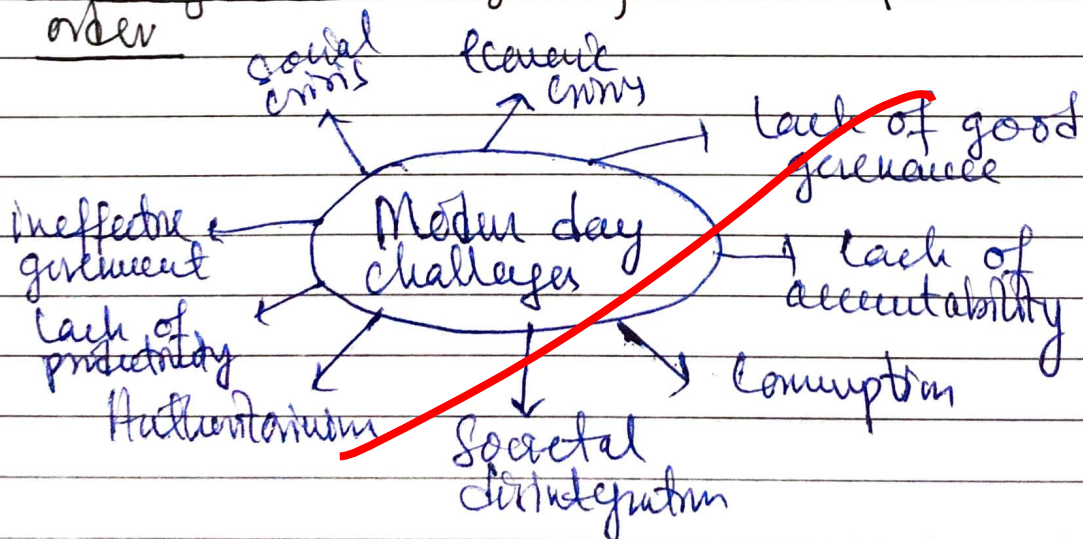 order
social
crisis
Economic
crisis
Lack of good
governance
ineffective
government
Modern day
challenges
Lack of
accountability
Lack of
Corruption
Authoritarianism
Societal
disintegration